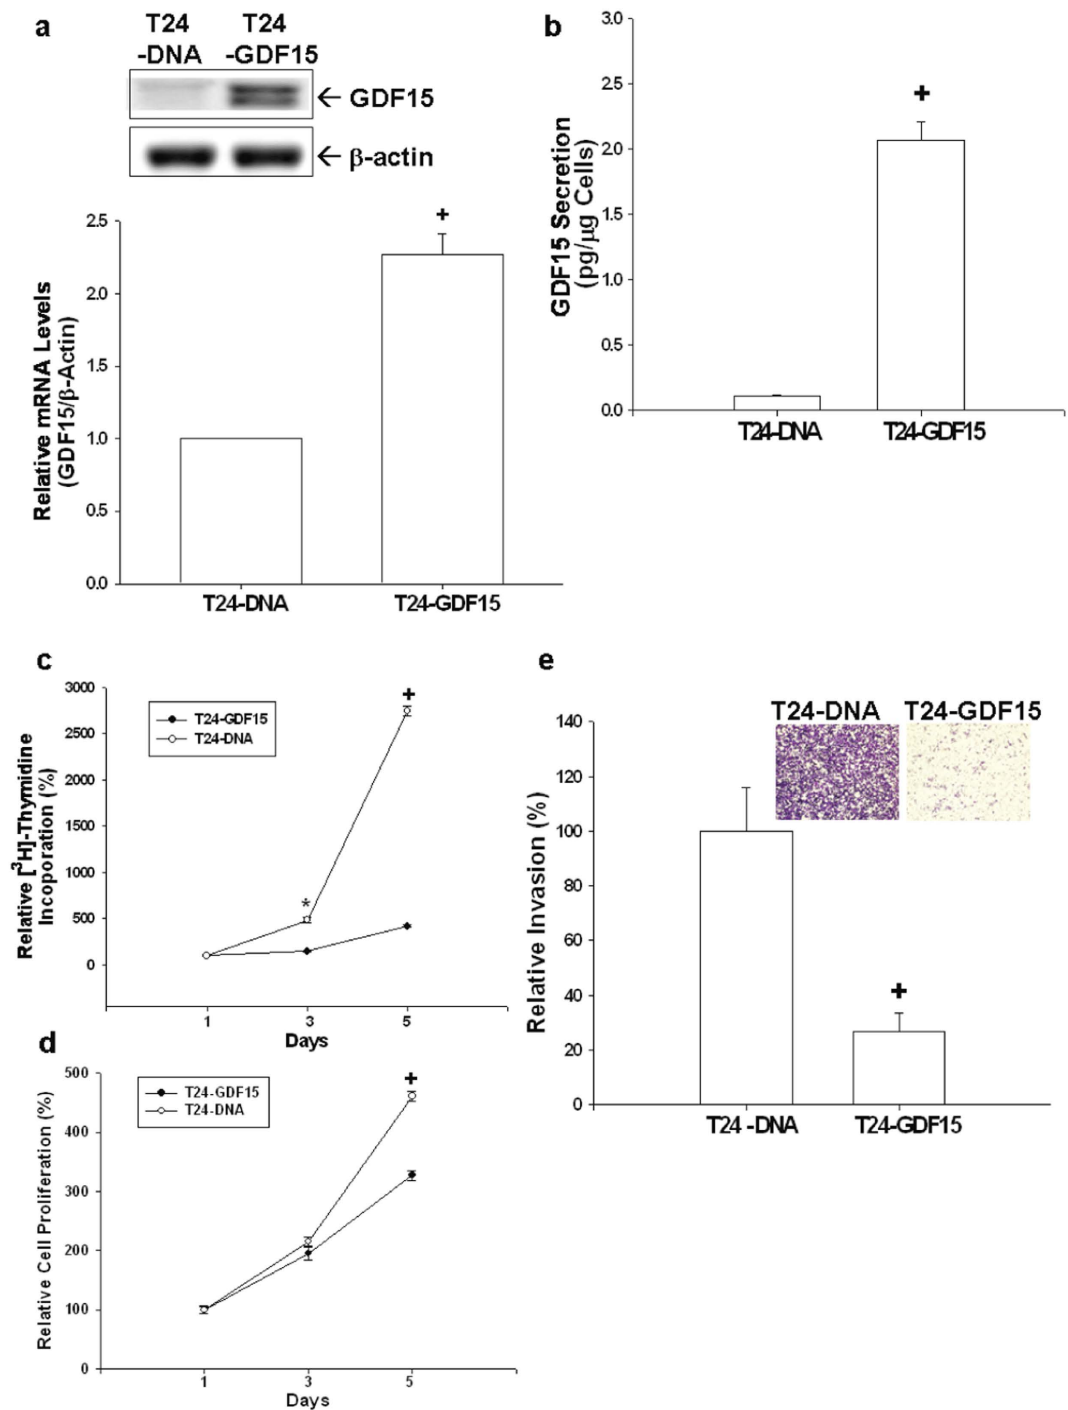 a
T24
-DNA
T24
-GDF15
← GDF15
← β-actin
Relative mRNA Levels
(GDF15/β-Actin)
2.5
2.0
1.5
1.0
0.5
0.0
+
T24-DNA
T24-GDF15
b
GDF15 Secretion
(pg/µg Cells)
3.0
2.5
2.0
1.5
1.0
0.5
0.0
+
T24-DNA
T24-GDF15
c
Relative [³H]-Thymidine
Incoporation (%)
3000
2500
2000
1500
1000
500
0
T24-GDF15
T24-DNA
*
+
1
3
5
Days
d
Relative Cell Proliferation (%)
500
400
300
200
100
0
T24-GDF15
T24-DNA
+
1
3
5
Days
e
T24-DNA
T24-GDF15
Relative Invasion (%)
140
120
100
80
60
40
20
0
+
T24 -DNA
T24-GDF15